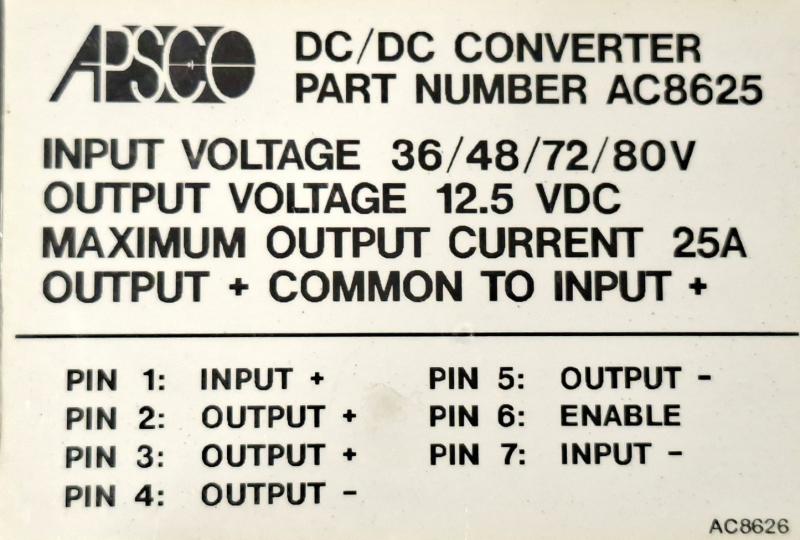 APSCO
DC/DC CONVERTER
PART NUMBER AC8625
INPUT VOLTAGE 36/48/72/80V
OUTPUT VOLTAGE 12.5 VDC
MAXIMUM OUTPUT CURRENT 25A
OUTPUT + COMMON TO INPUT +
PIN 1: INPUT +
PIN 2: OUTPUT +
PIN 3: OUTPUT +
PIN 4: OUTPUT -
PIN 5: OUTPUT -
PIN 6: ENABLE
PIN 7: INPUT -
AC8626